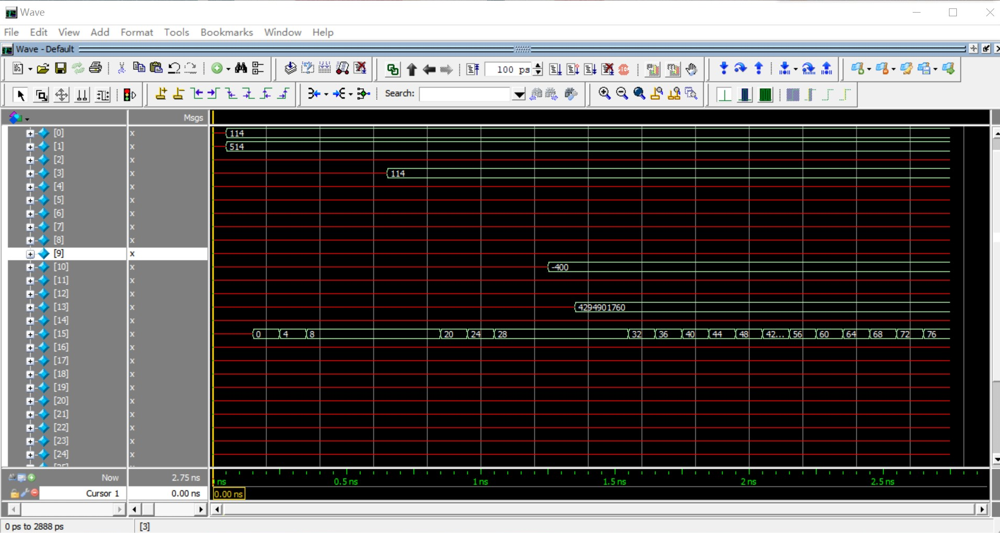 Wave
File Edit View Add Format Tools Bookmarks Window Help
Wave - Default
100 ps
Search:
Msgs
[0] x 114
[1] x 514
[2] x
[3] x 114
[4] x
[5] x
[6] x
[7] x
[8] x
[9] x
[10] x -400
[11] x
[12] x
[13] x 4294901760
[14] x
[15] x 0 4 8 20 24 28 32 36 40 44 48 42... 56 60 64 68 72 76
[16] x
[17] x
[18] x
[19] x
[20] x
[21] x
[22] x
[23] x
[24] x
Now 2.75 ns ns 0.5 ns 1 ns 1.5 ns 2 ns 2.5 ns
Cursor 1 0.00 ns 0.00 ns
0 ps to 2888 ps [3]